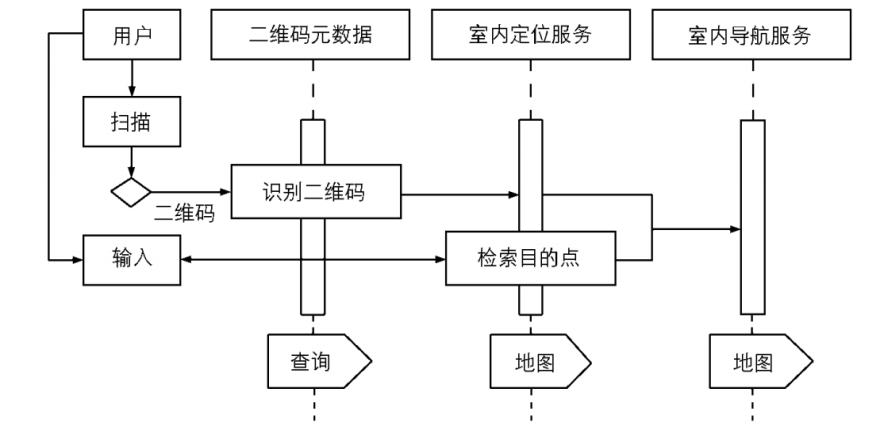 用户
二维码元数据
室内定位服务
室内导航服务
扫描
二维码
识别二维码
输入
检索目的点
查询
地图
地图